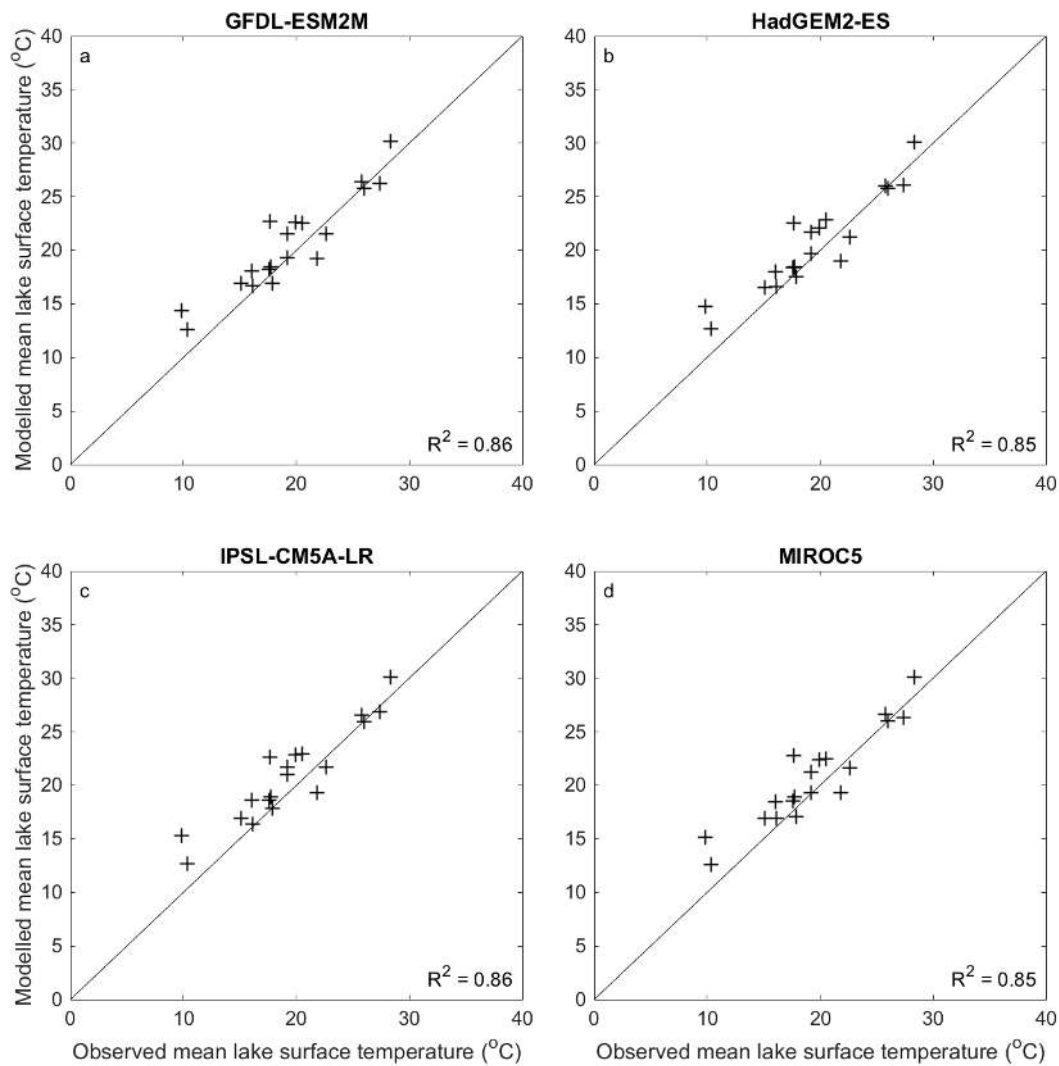 GFDL-ESM2M
HadGEM2-ES
a
b
40
35
30
25
20
15
10
5
0
0 10 20 30 40
Modelled mean lake surface temperature (°C)
R² = 0.86
40
35
30
25
20
15
10
5
0
0 10 20 30 40
R² = 0.85
IPSL-CM5A-LR
MIROC5
c
d
40
35
30
25
20
15
10
5
0
0 10 20 30 40
Modelled mean lake surface temperature (°C)
R² = 0.86
Observed mean lake surface temperature (°C)
40
35
30
25
20
15
10
5
0
0 10 20 30 40
R² = 0.85
Observed mean lake surface temperature (°C)